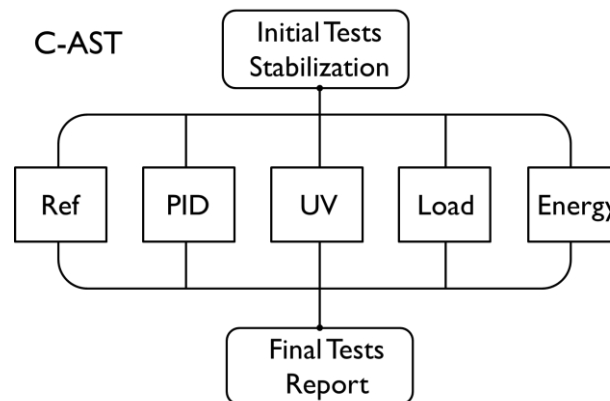 C-AST
Initial Tests
Stabilization
Ref
PID
UV
Load
Energy
Final Tests
Report